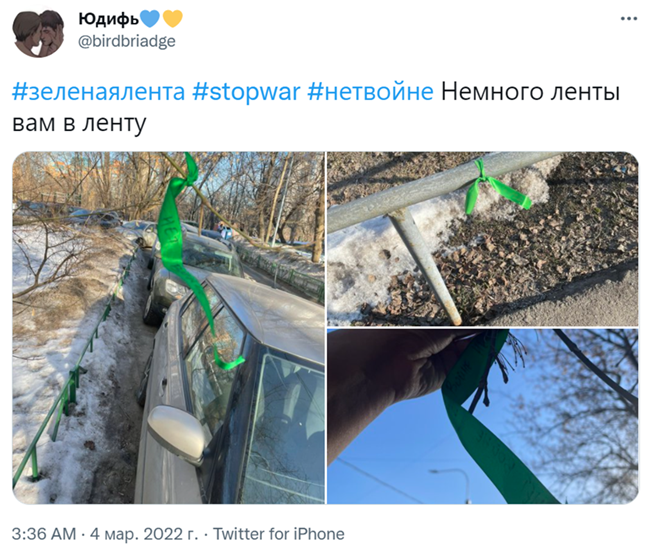 Юдифь💙💛
@birdbriadge
#зеленаялента #stopwar #нетвойне Немного ленты
вам в ленту
3:36 AM · 4 мар. 2022 г. · Twitter for iPhone